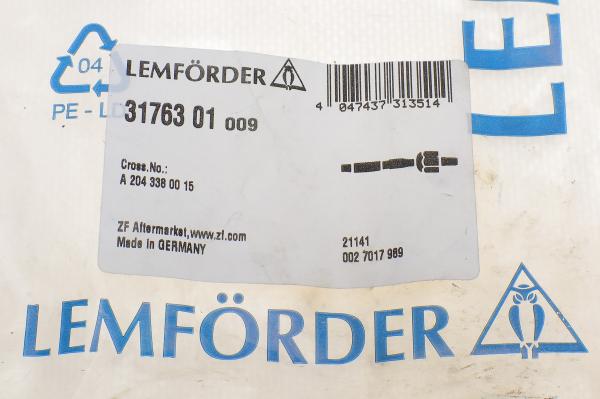 04
PE - LD
LEMFÖRDER
31763 01 009
4 047437 313514
Cross.No.:
A 204 338 00 15
ZF Aftermarket,www.zf.com
Made in GERMANY
21141
002 7017 989
LE
LEMFÖRDER